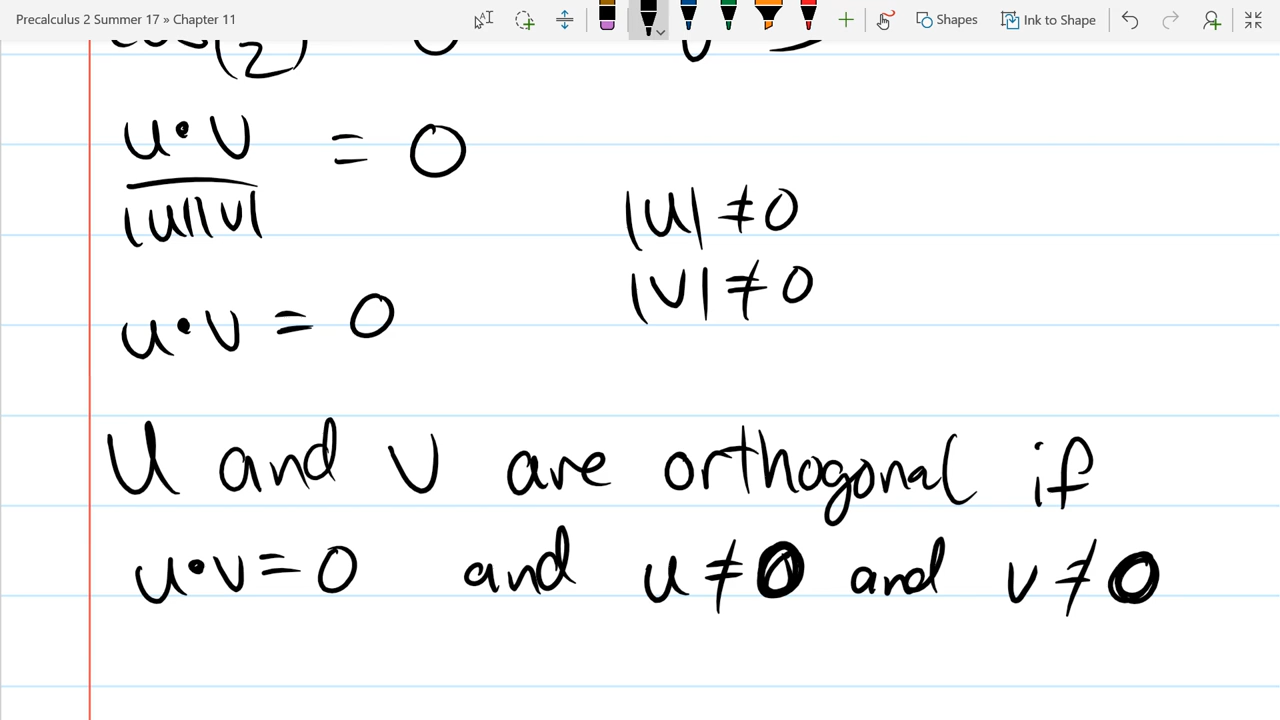 Precalculus 2 Summer 17 » Chapter 11
Shapes
Ink to Shape
u•v / |u||v| = 0
|u| ≠ 0
|v| ≠ 0
u•v = 0
u and v are orthogonal if
u•v=0 and u ≠ 0 and v ≠ 0